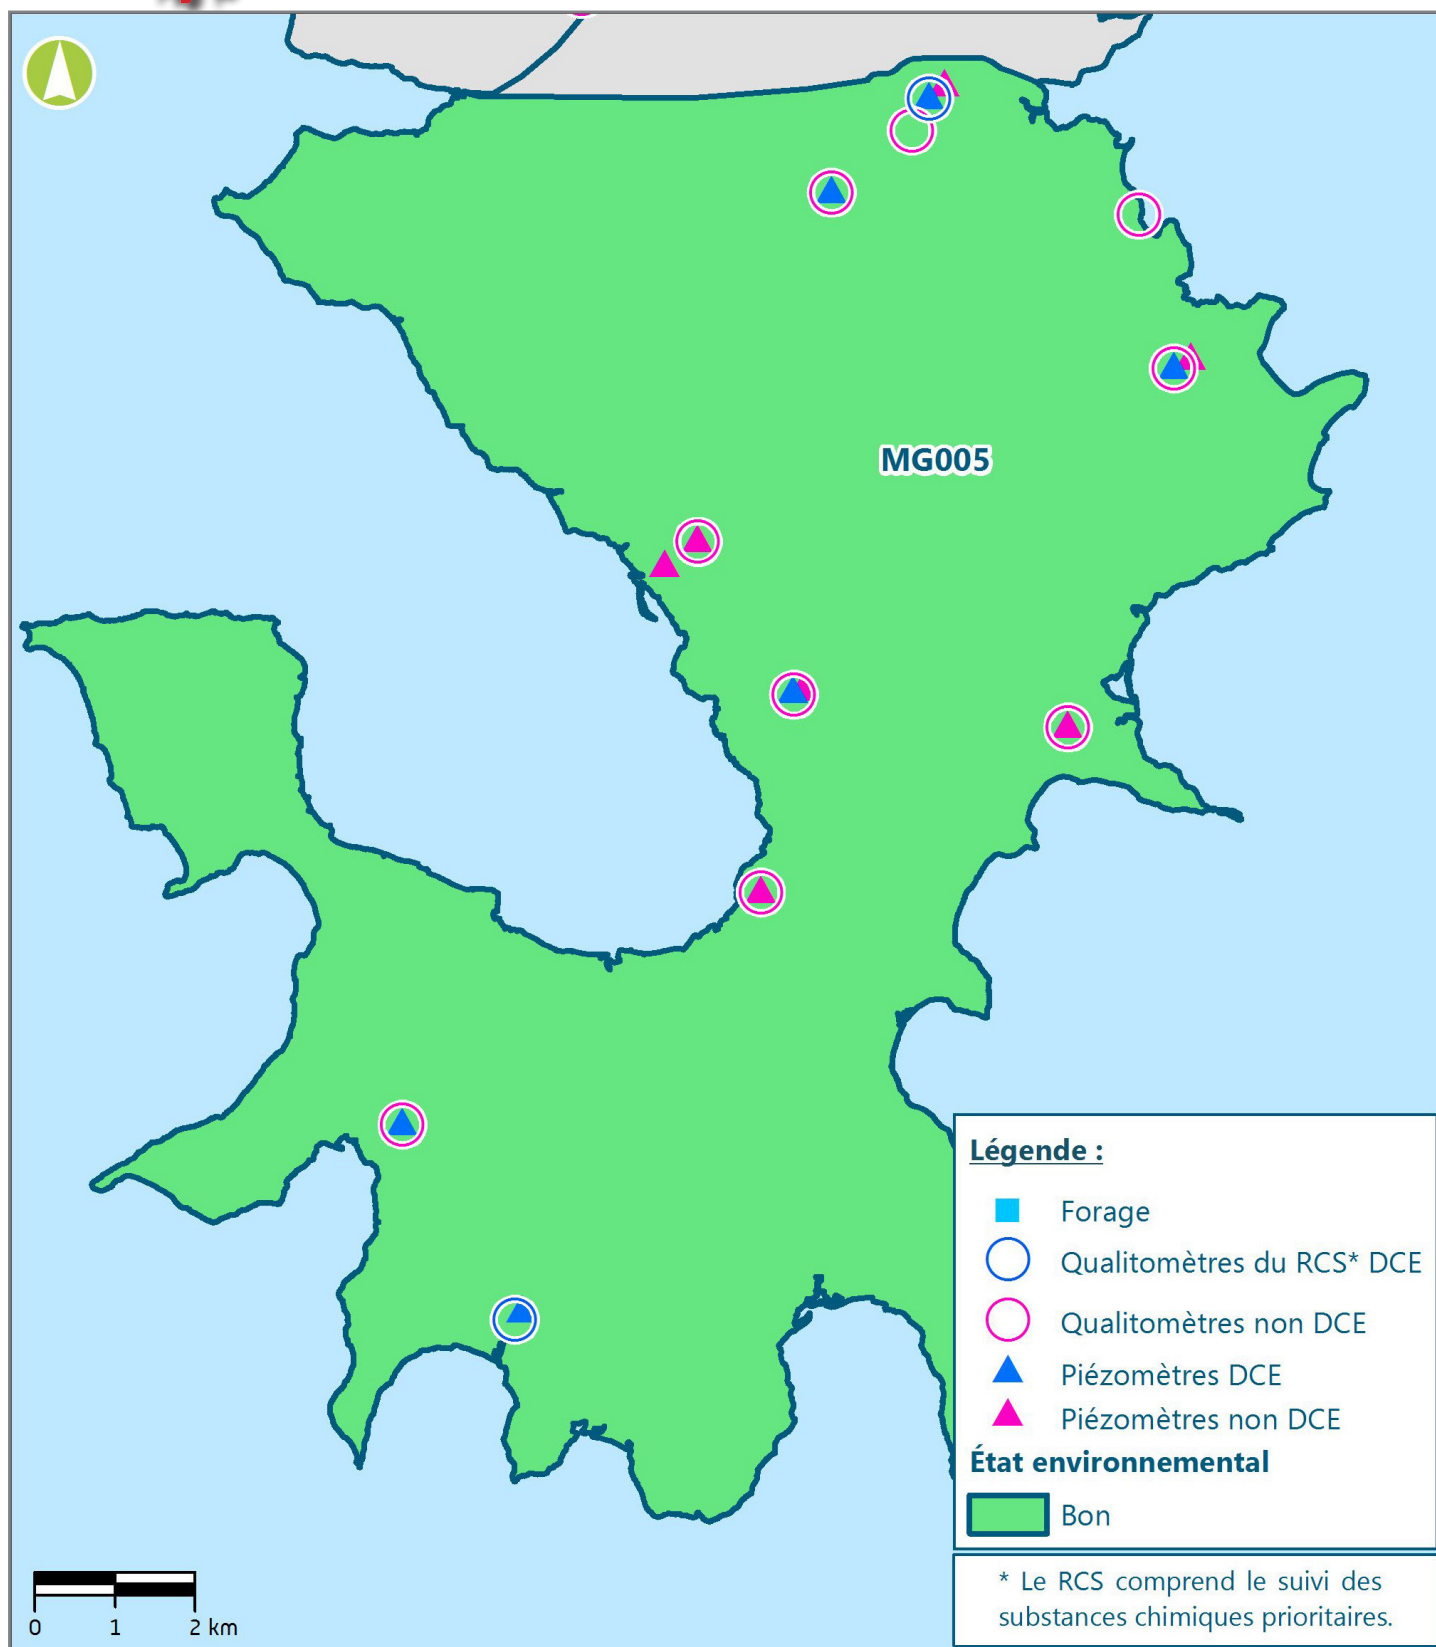 MG005
Légende :
Forage
Qualitomètres du RCS* DCE
Qualitomètres non DCE
Piézomètres DCE
Piézomètres non DCE
État environnemental
Bon
* Le RCS comprend le suivi des
substances chimiques prioritaires.
0 1 2 km